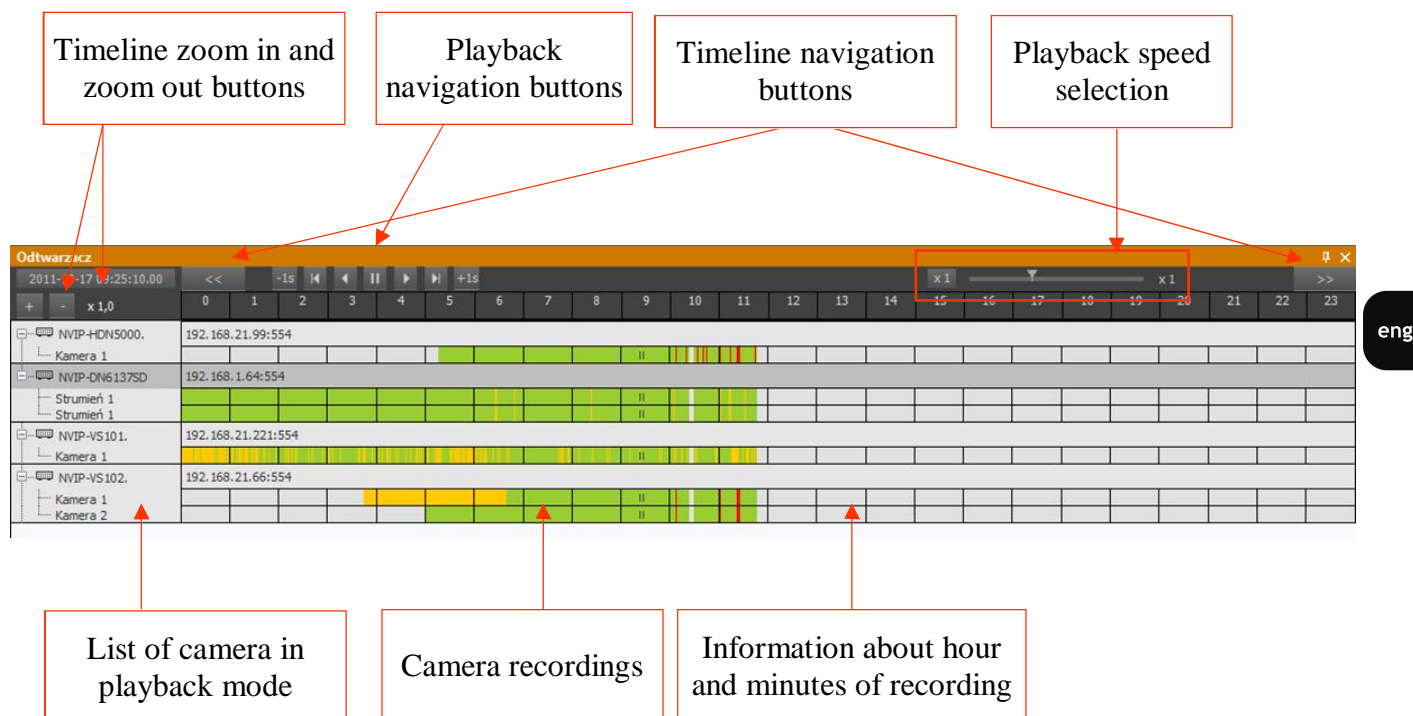 Timeline zoom in and
zoom out buttons
Playback
navigation buttons
Timeline navigation
buttons
Playback speed
selection
Odtwarzacz
09:25:10.00
<<
-1s
+1s
x 1
x 1
>>
+
-
x 1,0
0 1 2 3 4 5 6 7 8 9 10 11 12 13 14 15 16 17 18 19 20 21 22 23
NVIP-HDN5000.
192.168.21.99:554
Kamera 1
NVIP-DN6137SD
192.168.1.64:554
Strumień 1
Strumień 1
NVIP-VS101.
192.168.21.221:554
Kamera 1
NVIP-VS102.
192.168.21.66:554
Kamera 1
Kamera 2
eng
List of camera in
playback mode
Camera recordings
Information about hour
and minutes of recording